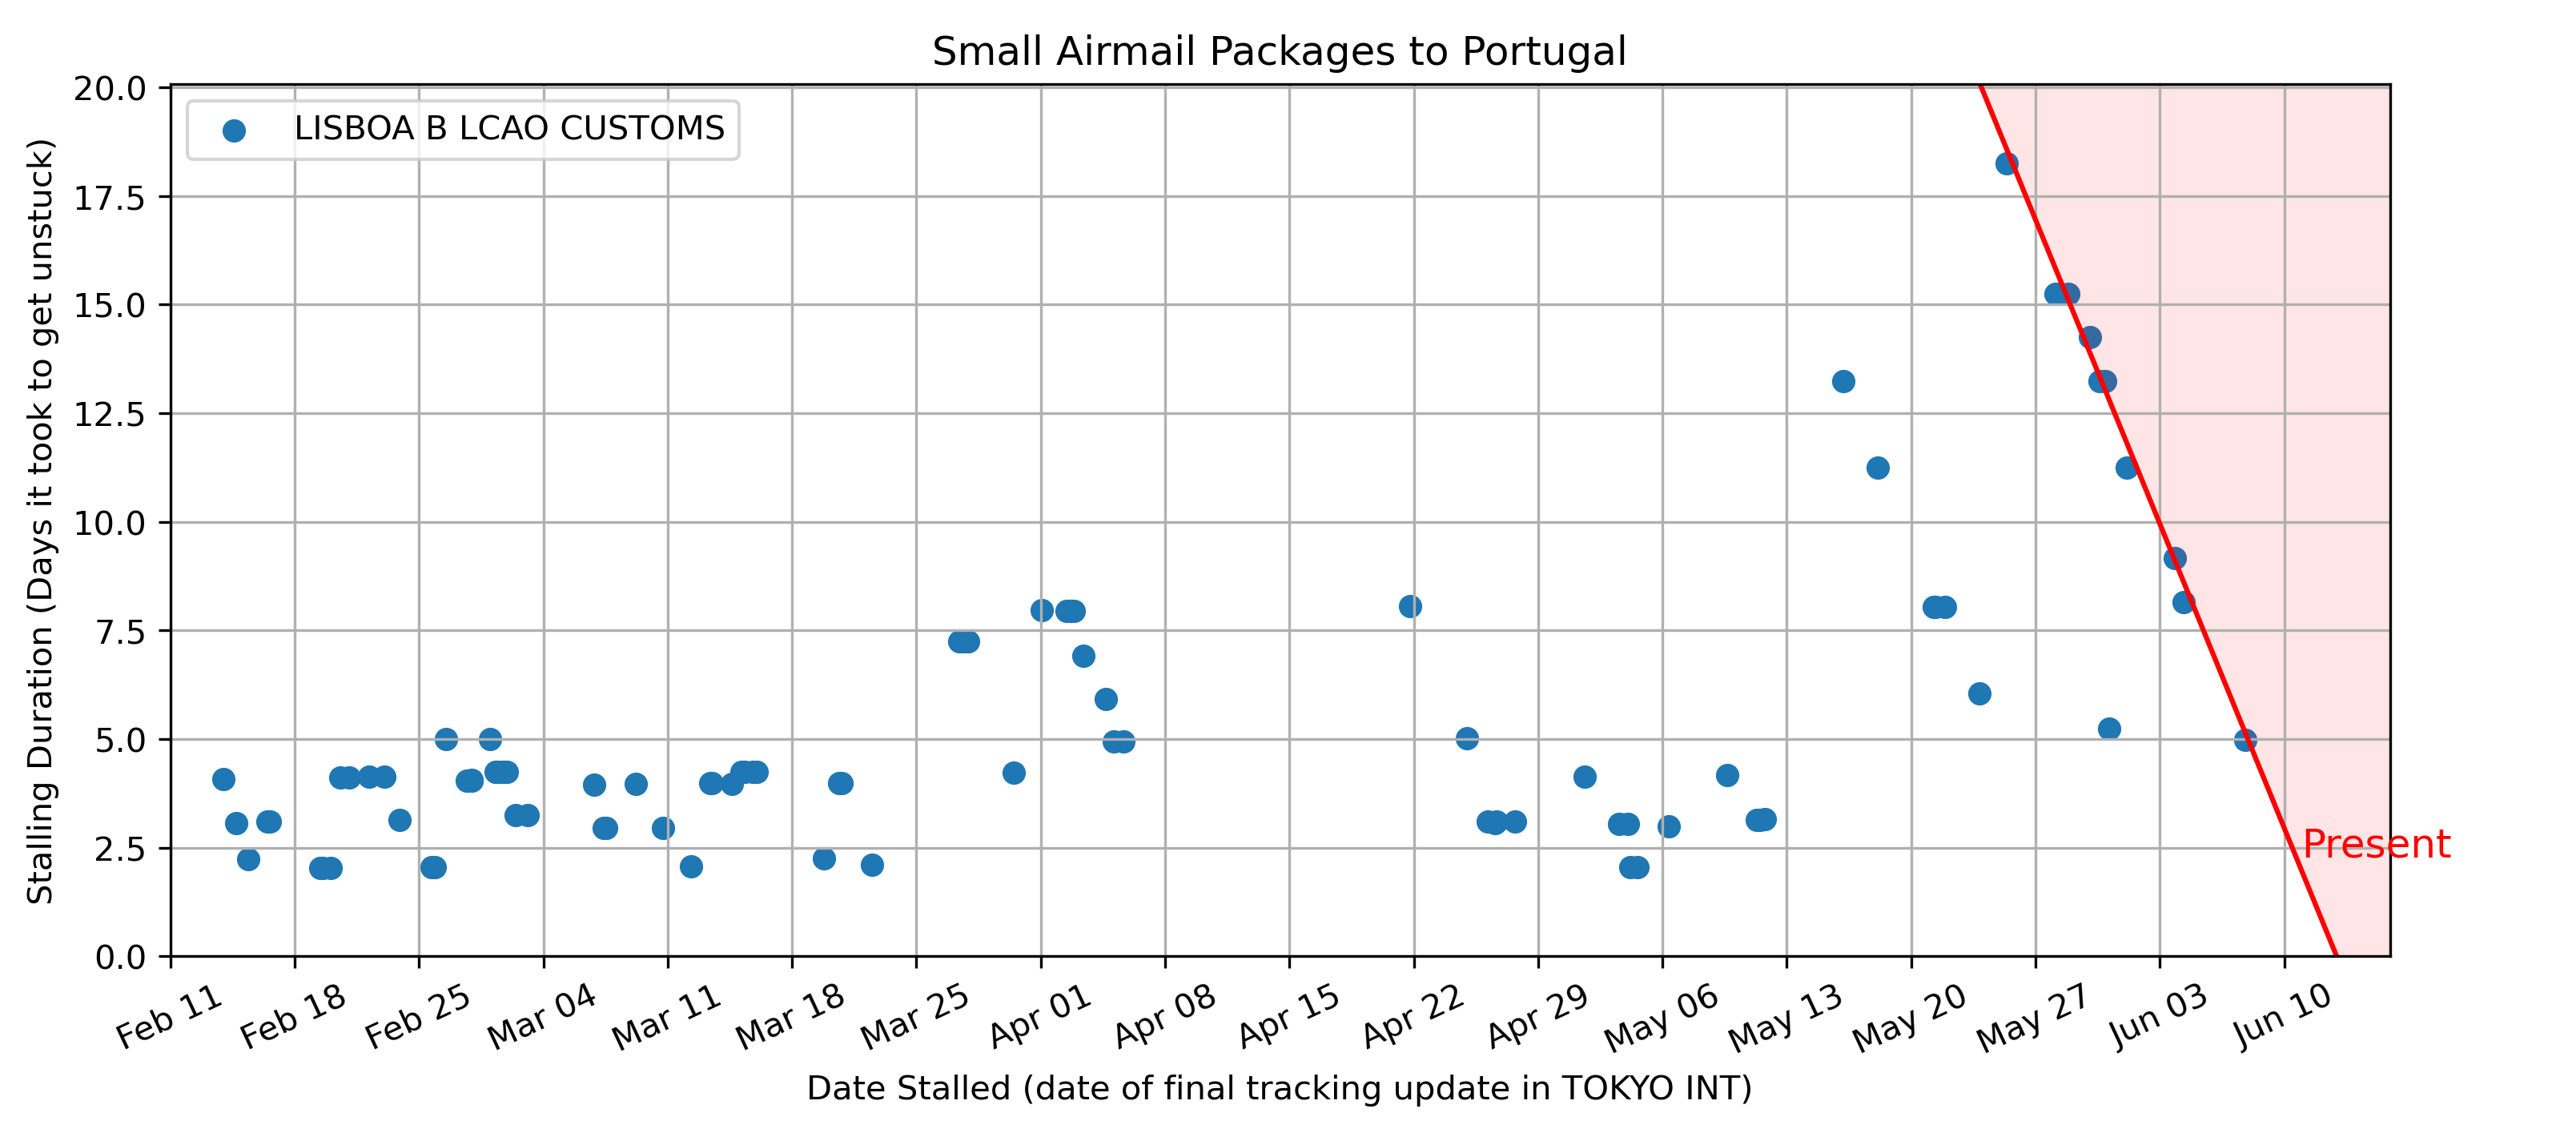 Small Airmail Packages to Portugal
LISBOA B LCAO CUSTOMS
Stalling Duration (Days it took to get unstuck)
20.0
17.5
15.0
12.5
10.0
7.5
5.0
2.5
0.0
Present
Feb 11 Feb 18 Feb 25 Mar 04 Mar 11 Mar 18 Mar 25 Apr 01 Apr 08 Apr 15 Apr 22 Apr 29 May 06 May 13 May 20 May 27 Jun 03 Jun 10
Date Stalled (date of final tracking update in TOKYO INT)